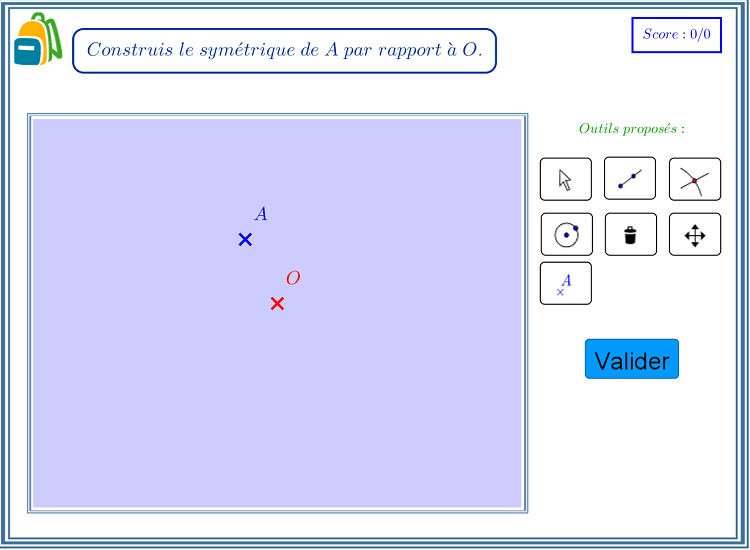 Construis le symétrique de A par rapport à O.
Score : 0/0
Outils proposés :
A
O
A
Valider